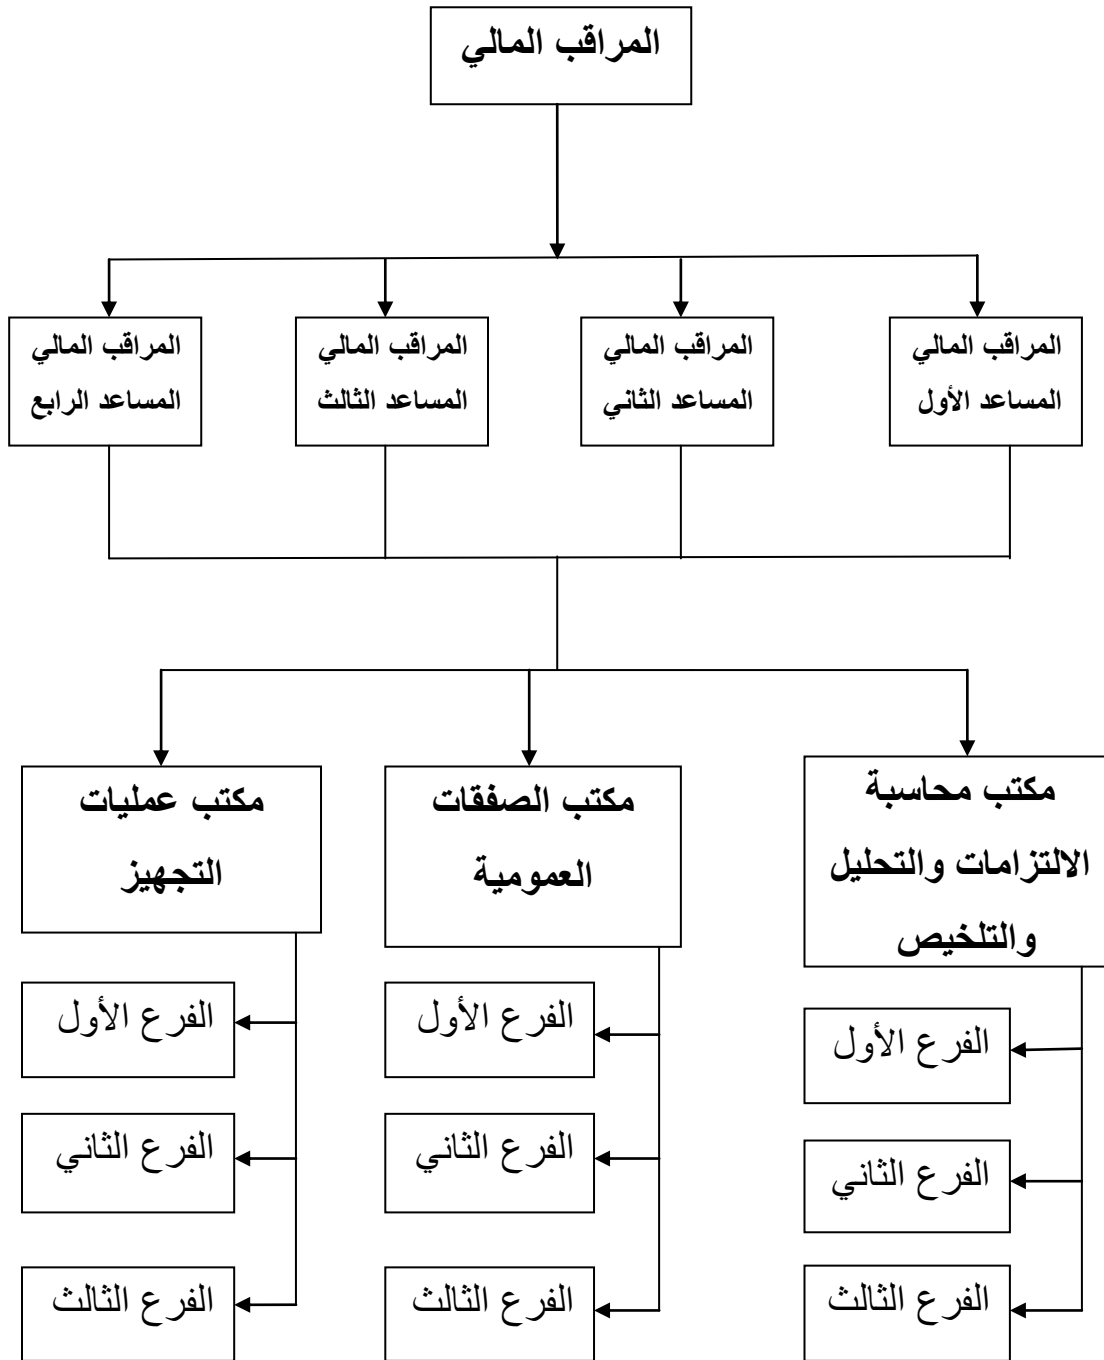 المراقب المالي
المراقب المالي
المساعد الأول
المراقب المالي
المساعد الثاني
المراقب المالي
المساعد الثالث
المراقب المالي
المساعد الرابع
مكتب محاسبة
الالتزامات والتحليل
والتلخيص
الفرع الأول
الفرع الثاني
الفرع الثالث
مكتب الصفقات
العمومية
الفرع الأول
الفرع الثاني
الفرع الثالث
مكتب عمليات
التجهيز
الفرع الأول
الفرع الثاني
الفرع الثالث